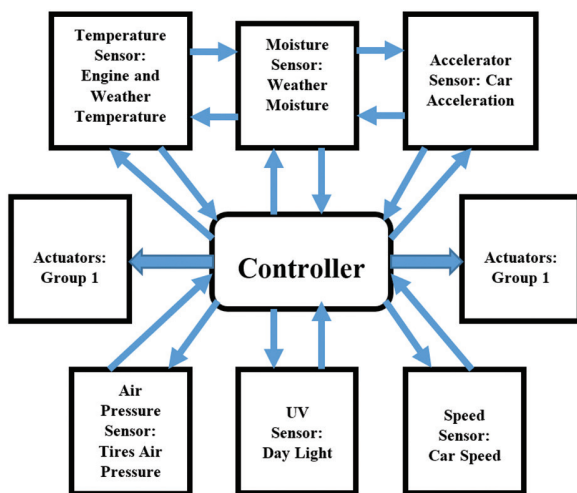 Temperature
Sensor:
Engine and
Weather
Temperature
Moisture
Sensor:
Weather
Moisture
Accelerator
Sensor: Car
Acceleration
Actuators:
Group 1
Controller
Actuators:
Group 1
Air
Pressure
Sensor:
Tires Air
Pressure
UV
Sensor:
Day Light
Speed
Sensor:
Car Speed